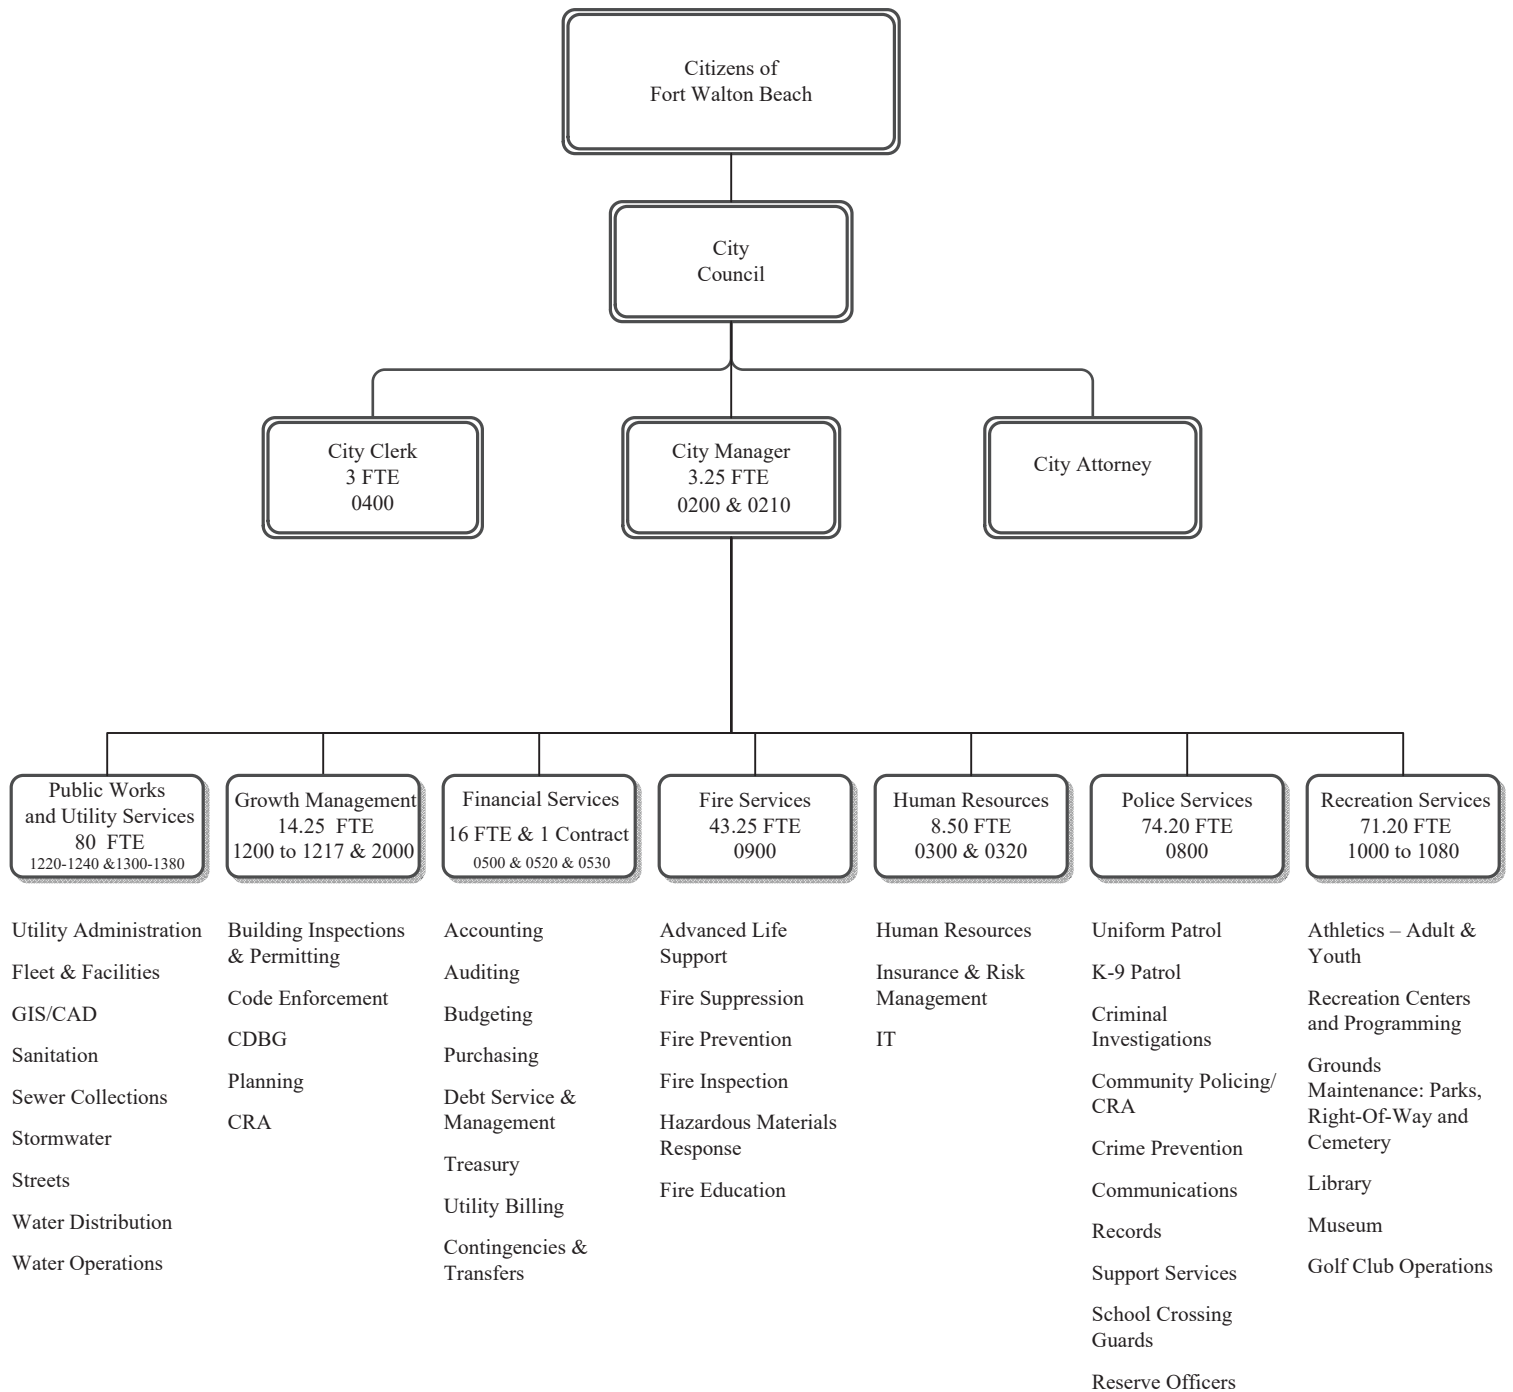 Citizens of
Fort Walton Beach
City
Council
City Clerk
3 FTE
0400
City Manager
3.25 FTE
0200 & 0210
City Attorney
Public Works
and Utility Services
80 FTE
1220-1240 &1300-1380
Growth Management
14.25 FTE
1200 to 1217 & 2000
Financial Services
16 FTE & 1 Contract
0500 & 0520 & 0530
Fire Services
43.25 FTE
0900
Human Resources
8.50 FTE
0300 & 0320
Police Services
74.20 FTE
0800
Recreation Services
71.20 FTE
1000 to 1080
Utility Administration
Fleet & Facilities
GIS/CAD
Sanitation
Sewer Collections
Stormwater
Streets
Water Distribution
Water Operations
Building Inspections
& Permitting
Code Enforcement
CDBG
Planning
CRA
Accounting
Auditing
Budgeting
Purchasing
Debt Service &
Management
Treasury
Utility Billing
Contingencies &
Transfers
Advanced Life
Support
Fire Suppression
Fire Prevention
Fire Inspection
Hazardous Materials
Response
Fire Education
Human Resources
Insurance & Risk
Management
IT
Uniform Patrol
K-9 Patrol
Criminal
Investigations
Community Policing/
CRA
Crime Prevention
Communications
Records
Support Services
School Crossing
Guards
Reserve Officers
Athletics – Adult &
Youth
Recreation Centers
and Programming
Grounds
Maintenance: Parks,
Right-Of-Way and
Cemetery
Library
Museum
Golf Club Operations